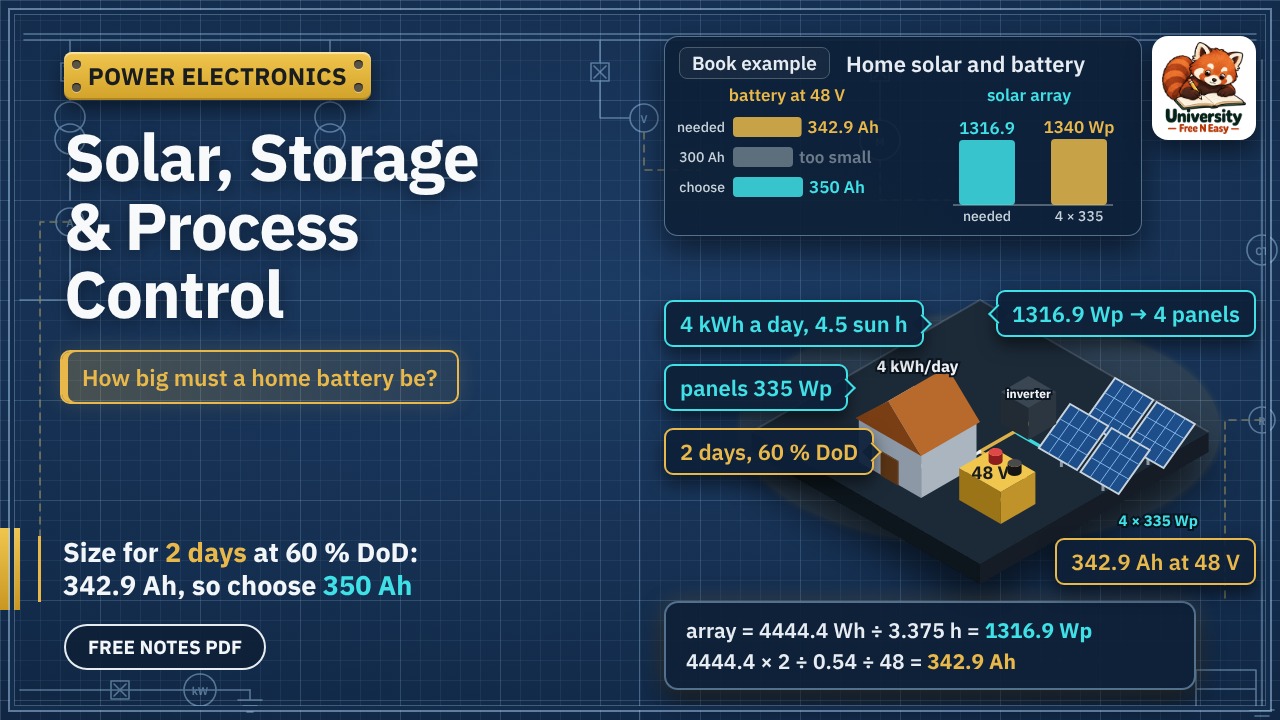 POWER ELECTRONICS
Solar, Storage
& Process
Control
How big must a home battery be?
Size for 2 days at 60 % DoD:
342.9 Ah, so choose 350 Ah
FREE NOTES PDF
Book example
Home solar and battery
battery at 48 V
needed
342.9 Ah
300 Ah
too small
choose
350 Ah
solar array
1316.9
1340 Wp
needed
4 × 335
University
Free N Easy
4 kWh a day, 4.5 sun h
1316.9 Wp → 4 panels
panels 335 Wp
2 days, 60 % DoD
4 kWh/day
inverter
48 V
4 × 335 Wp
342.9 Ah at 48 V
array = 4444.4 Wh ÷ 3.375 h = 1316.9 Wp
4444.4 × 2 ÷ 0.54 ÷ 48 = 342.9 Ah
V
kW